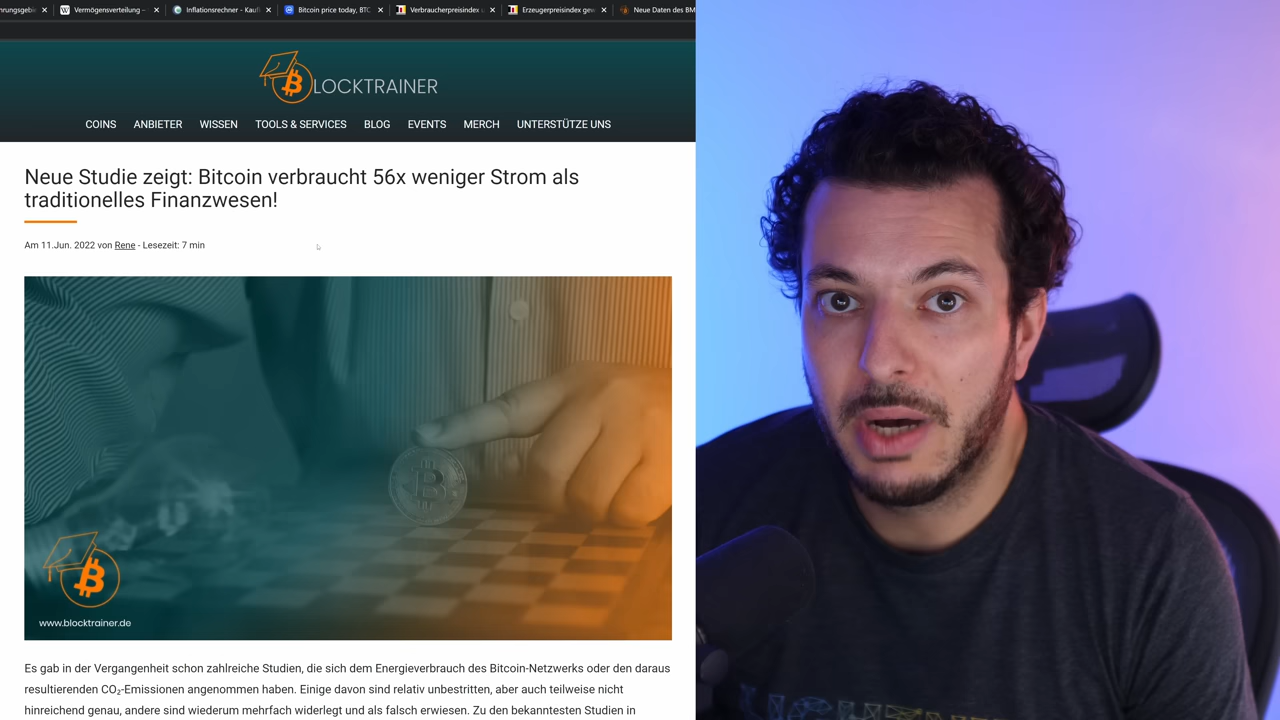 Vermögensverteilung –
Inflationsrechner - Kauf
Bitcoin price today, BTC
Verbraucherpreisindex u
Erzeugerpreisindex gew
Neue Daten des BM
LOCKTRAINER
COINS ANBIETER WISSEN TOOLS & SERVICES BLOG EVENTS MERCH UNTERSTÜTZE UNS
Neue Studie zeigt: Bitcoin verbraucht 56x weniger Strom als
traditionelles Finanzwesen!
Am 11.Jun. 2022 von Rene - Lesezeit: 7 min
www.blocktrainer.de
Es gab in der Vergangenheit schon zahlreiche Studien, die sich dem Energieverbrauch des Bitcoin-Netzwerks oder den daraus
resultierenden CO₂-Emissionen angenommen haben. Einige davon sind relativ unbestritten, aber auch teilweise nicht
hinreichend genau, andere sind wiederum mehrfach widerlegt und als falsch erwiesen. Zu den bekanntesten Studien in